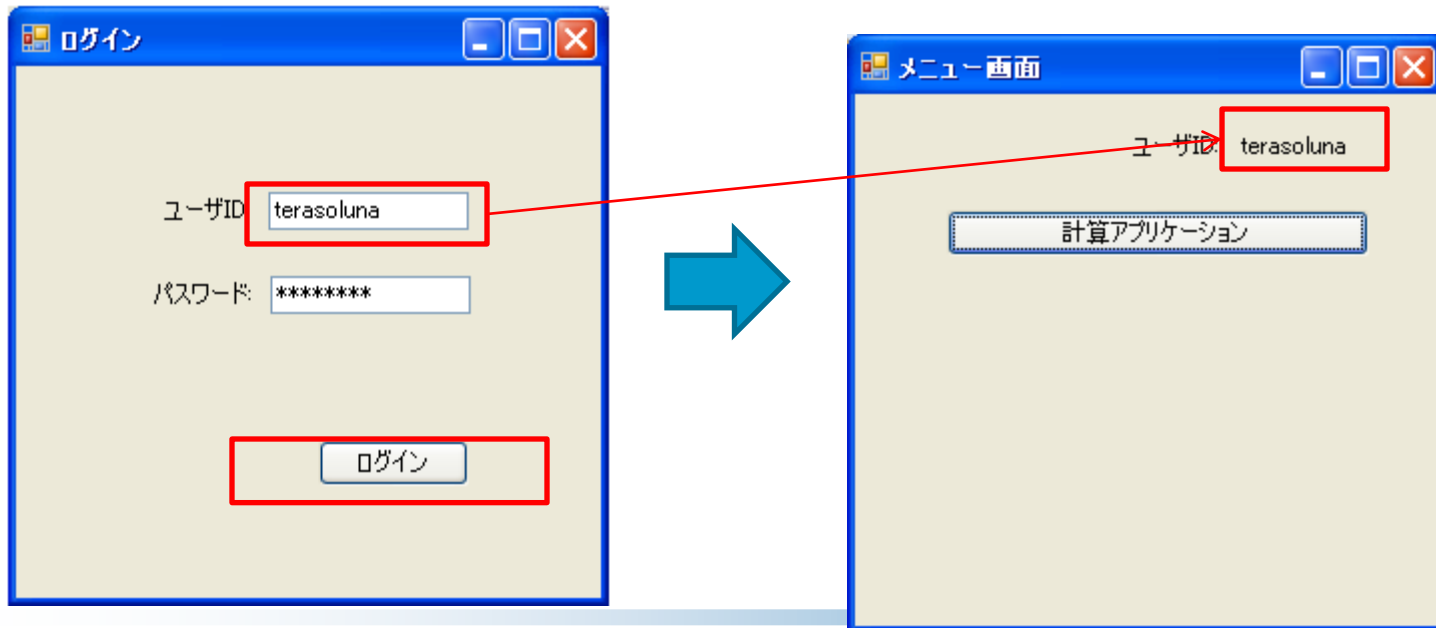 ログイン
ユーザID
terasoluna
パスワード:
********
ログイン
メニュー画面
ユーザID:
terasoluna
計算アプリケーション